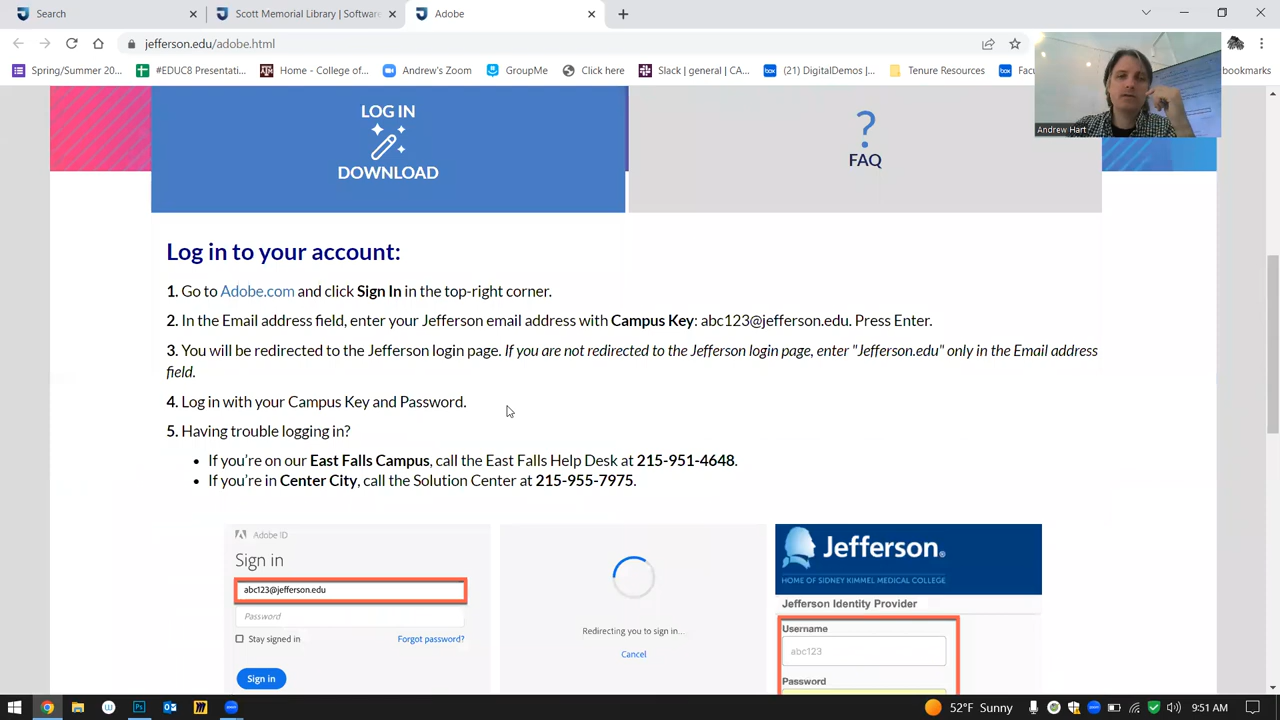 Search
Scott Memorial Library | Softwar
Adobe
jefferson.edu/adobe.html
Spring/Summer 20...
#EDUC8 Presentati...
Home - College of...
Andrew's Zoom
GroupMe
Click here
Slack | general | CA...
(21) DigitalDemos |...
Tenure Resources
Facu
bookmarks
Andrew Hart
LOG IN
DOWNLOAD
?
FAQ
Log in to your account:
1. Go to Adobe.com and click Sign In in the top-right corner.
2. In the Email address field, enter your Jefferson email address with Campus Key: abc123@jefferson.edu. Press Enter.
3. You will be redirected to the Jefferson login page. If you are not redirected to the Jefferson login page, enter "Jefferson.edu" only in the Email address
field.
4. Log in with your Campus Key and Password.
5. Having trouble logging in?
• If you're on our East Falls Campus, call the East Falls Help Desk at 215-951-4648.
• If you're in Center City, call the Solution Center at 215-955-7975.
Adobe ID
Sign in
abc123@jefferson.edu
Password
Stay signed in
Forgot password?
Sign in
Redirecting you to sign in...
Cancel
Jefferson®
HOME OF SIDNEY KIMMEL MEDICAL COLLEGE
Jefferson Identity Provider
Username
abc123
Password
52°F Sunny
9:51 AM